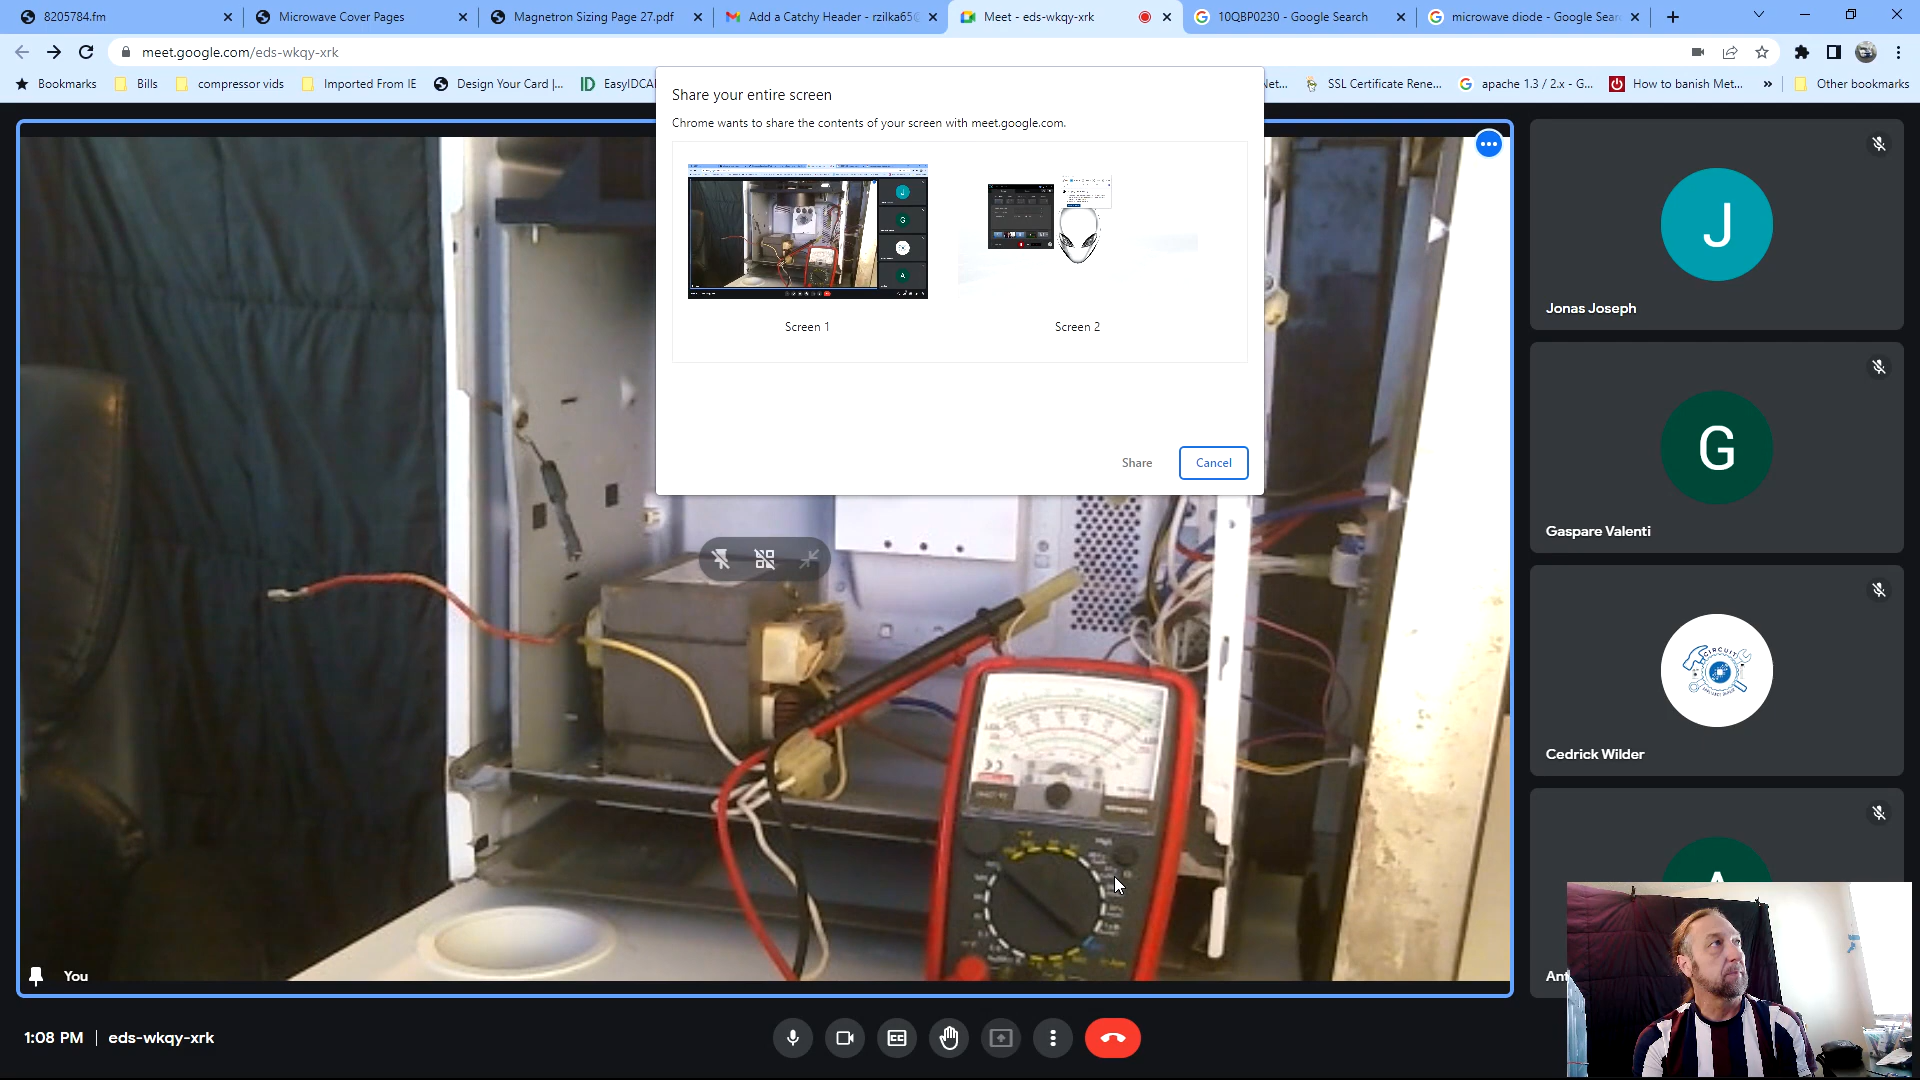 8205784.fm
Microwave Cover Pages
Magnetron Sizing Page 27.pdf
Add a Catchy Header - rzilka65@
Meet - eds-wkqy-xrk
10QBP0230 - Google Search
microwave diode - Google Sear
meet.google.com/eds-wkqy-xrk
Bookmarks
Bills
compressor vids
Imported From IE
Design Your Card |...
EasyIDCA
Net...
SSL Certificate Rene...
apache 1.3 / 2.x - G...
How to banish Met...
»
Other bookmarks
Share your entire screen
Chrome wants to share the contents of your screen with meet.google.com.
Screen 1
Screen 2
Share
Cancel
J
Jonas Joseph
G
Gaspare Valenti
CIRCUIT
Cedrick Wilder
A
Ant
You
1:08 PM | eds-wkqy-xrk
CC